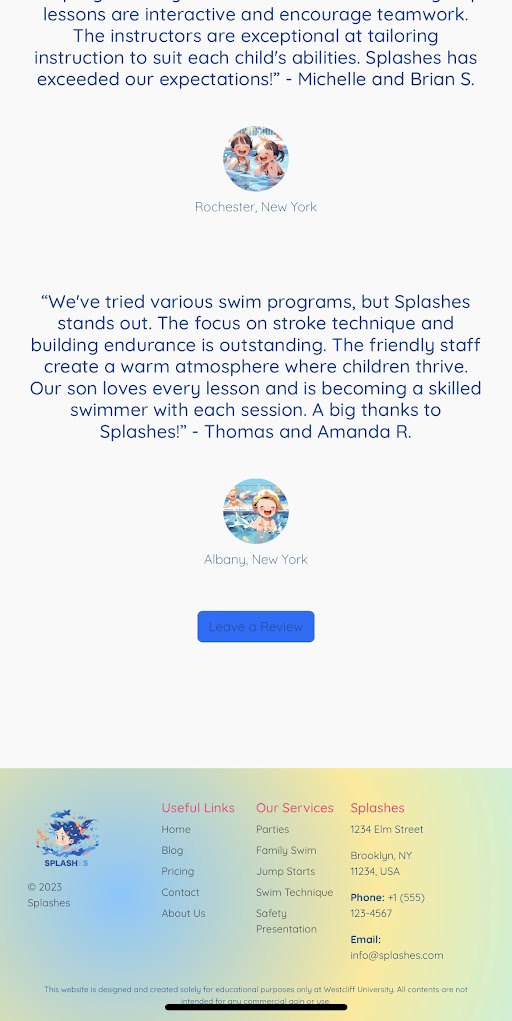 lessons are interactive and encourage teamwork.
The instructors are exceptional at tailoring
instruction to suit each child's abilities. Splashes has
exceeded our expectations!” - Michelle and Brian S.
Rochester, New York
“We've tried various swim programs, but Splashes
stands out. The focus on stroke technique and
building endurance is outstanding. The friendly staff
create a warm atmosphere where children thrive.
Our son loves every lesson and is becoming a skilled
swimmer with each session. A big thanks to
Splashes!” - Thomas and Amanda R.
Albany, New York
Leave a Review
SPLASHES
© 2023
Splashes
Useful Links
Home
Blog
Pricing
Contact
About Us
Our Services
Parties
Family Swim
Jump Starts
Swim Technique
Safety
Presentation
Splashes
1234 Elm Street
Brooklyn, NY
11234, USA
Phone: +1 (555)
123-4567
Email:
info@splashes.com
This website is designed and created solely for educational purposes only at Westcliff University. All contents are not
intended for any commercial gain or use.